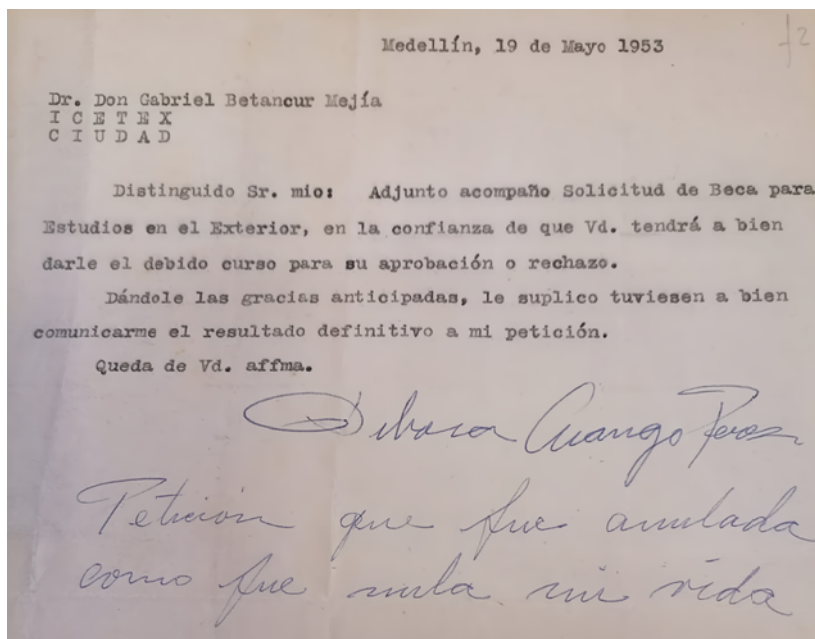 Medellín, 19 de Mayo 1953
f2
Dr. Don Gabriel Betancur Mejía
I C E T E X
C I U D A D
Distinguido Sr. mio: Adjunto acompaño Solicitud de Beca para
Estudios en el Exterior, en la confianza de que Vd. tendrá a bien
darle el debido curso para su aprobación o rechazo.
Dándole las gracias anticipadas, le suplico tuviesen a bien
comunicarme el resultado definitivo a mi petición.
Queda de Vd. affma.
Debora Arango Perez
Petición que fue anulada
como fue nula mi vida